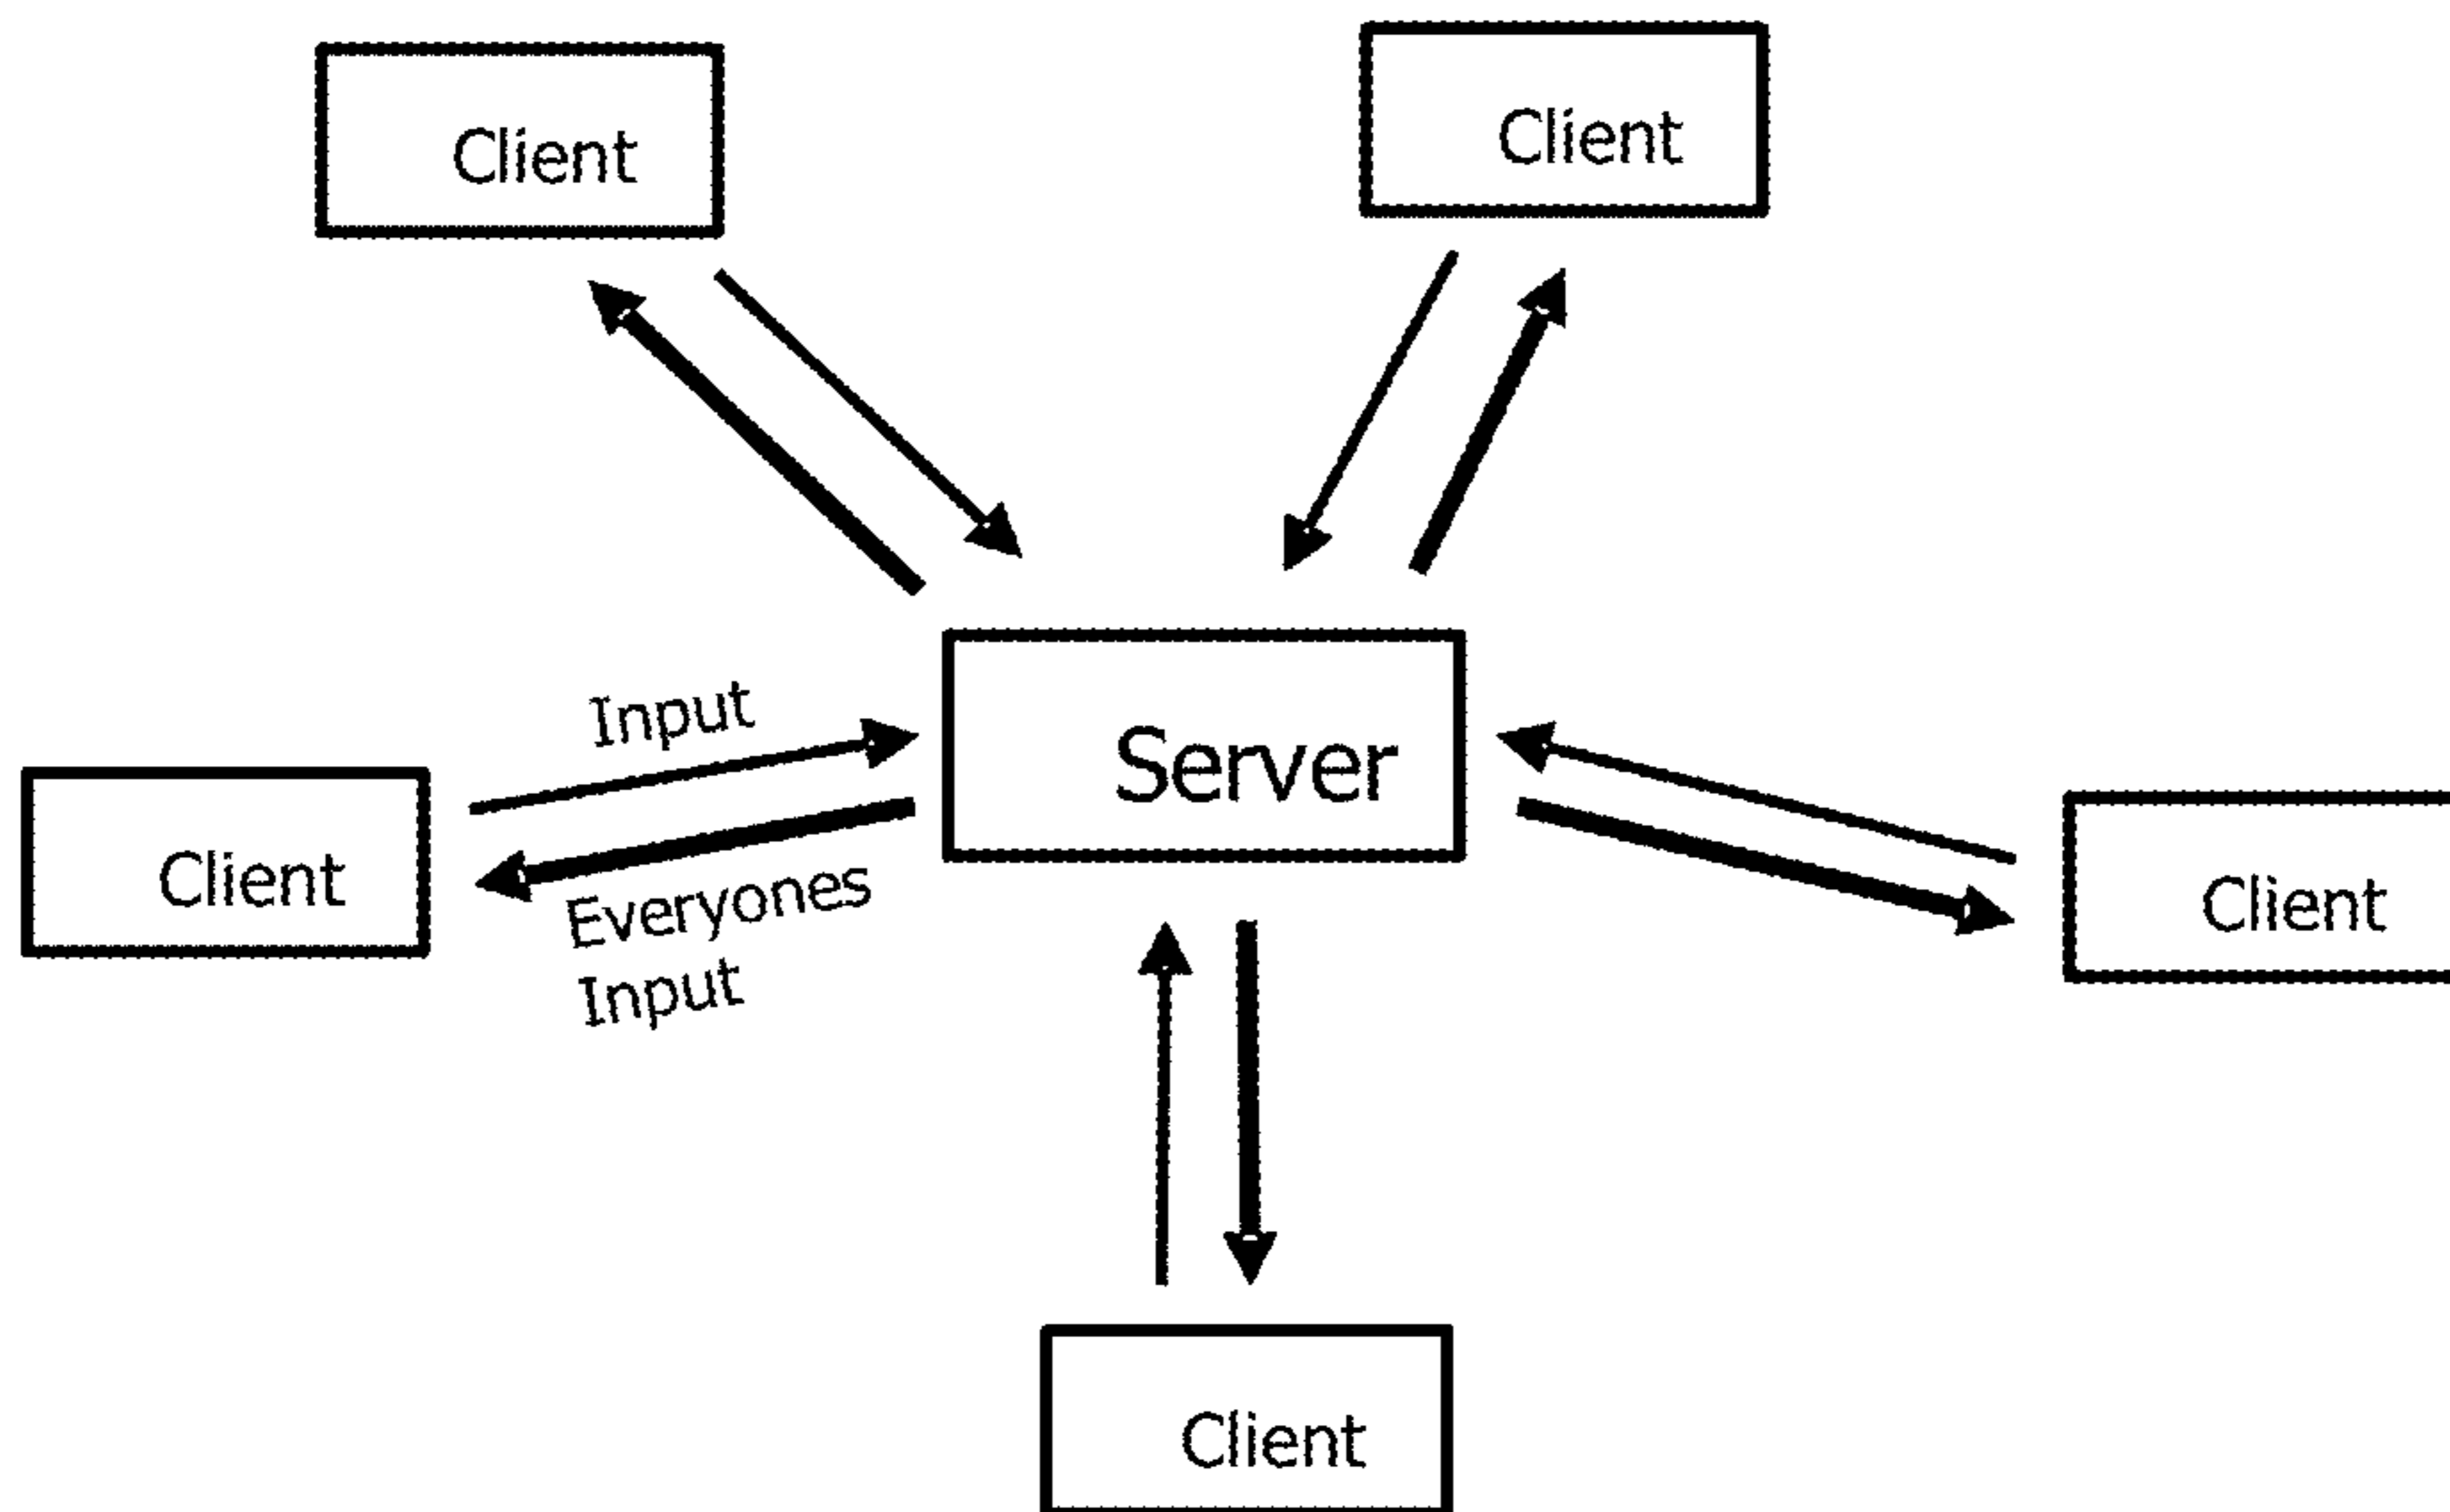 Client
Client
Input
Server
Client
Everyones
Input
Client
Client